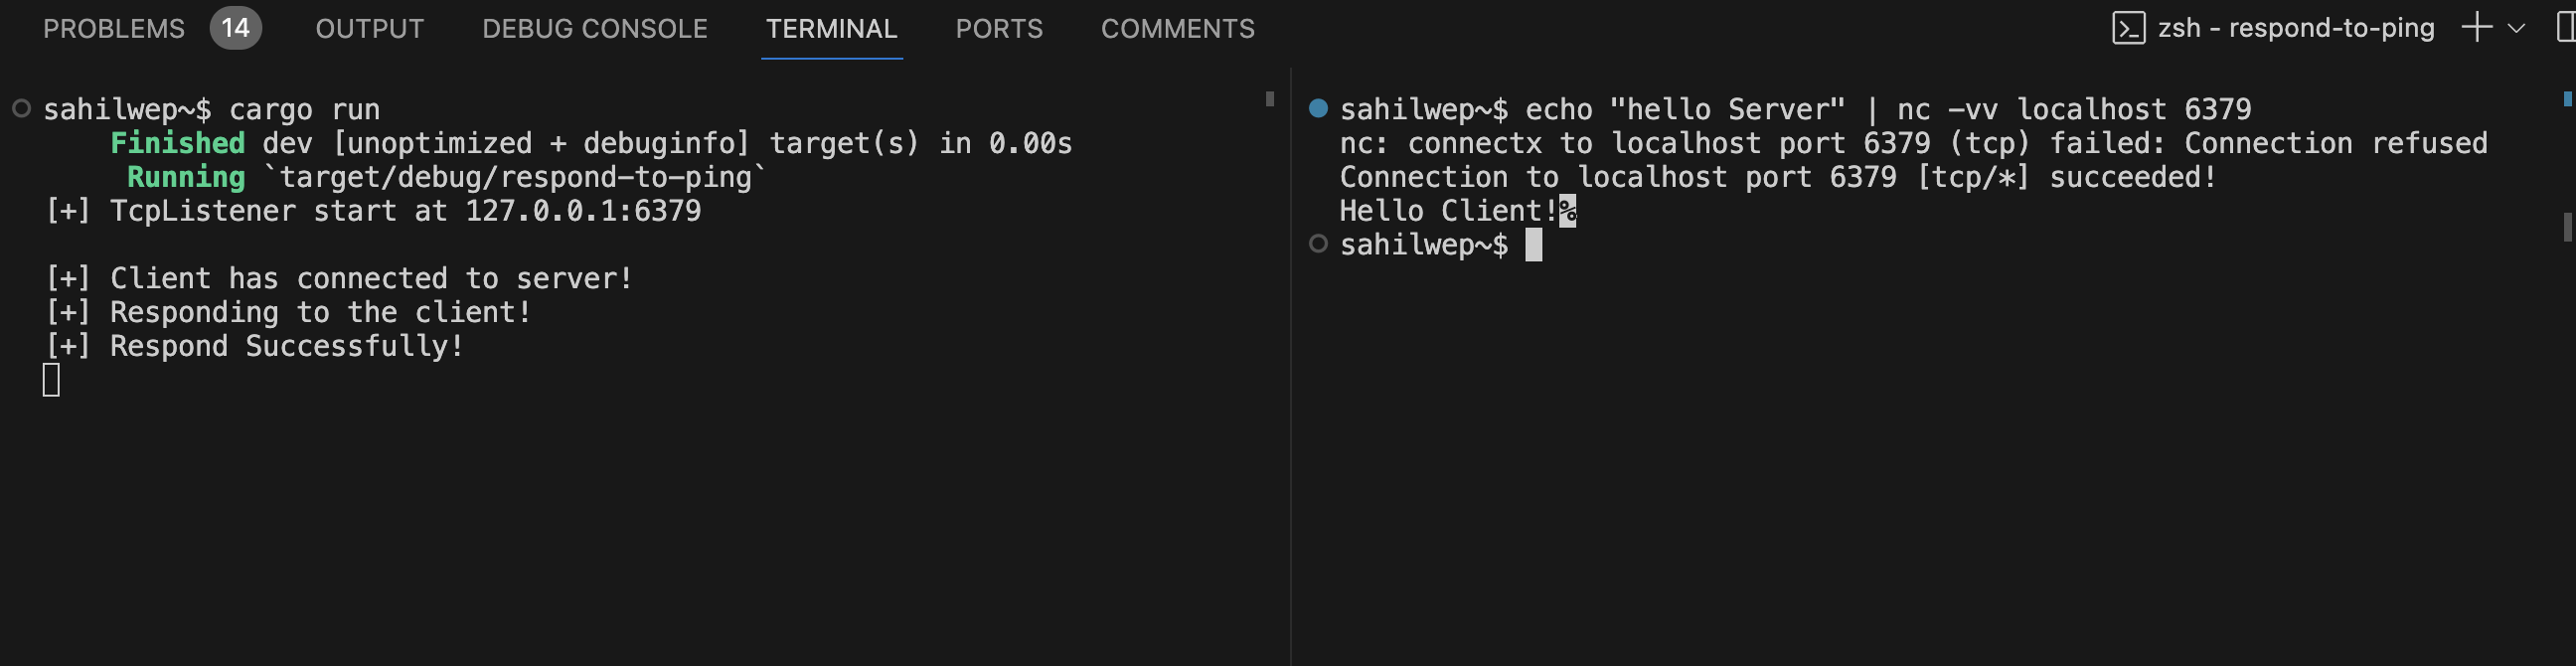 PROBLEMS 14 OUTPUT DEBUG CONSOLE TERMINAL PORTS COMMENTS zsh - respond-to-ping
sahilwep~$ cargo run
Finished dev [unoptimized + debuginfo] target(s) in 0.00s
Running `target/debug/respond-to-ping`
[+] TcpListener start at 127.0.0.1:6379
[+] Client has connected to server!
[+] Responding to the client!
[+] Respond Successfully!
sahilwep~$ echo "hello Server" | nc -vv localhost 6379
nc: connectx to localhost port 6379 (tcp) failed: Connection refused
Connection to localhost port 6379 [tcp/*] succeeded!
Hello Client!%
sahilwep~$